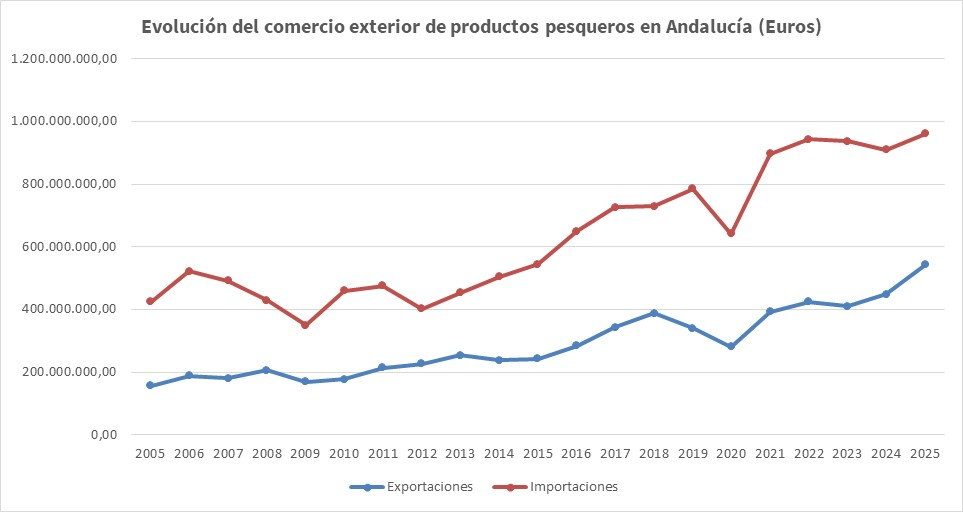 Evolución del comercio exterior de productos pesqueros en Andalucía (Euros)
1.200.000.000,00
1.000.000.000,00
800.000.000,00
600.000.000,00
400.000.000,00
200.000.000,00
0,00
2005 2006 2007 2008 2009 2010 2011 2012 2013 2014 2015 2016 2017 2018 2019 2020 2021 2022 2023 2024 2025
Exportaciones Importaciones